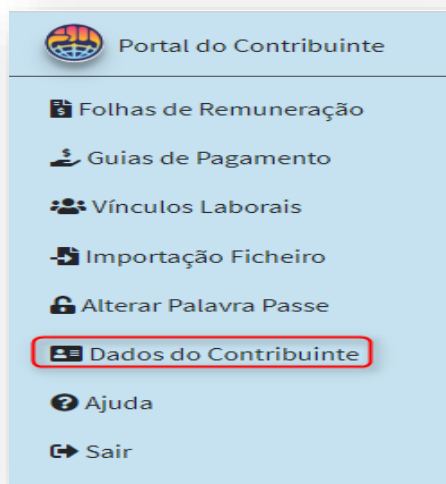 Portal do Contribuinte
Folhas de Remuneração
Guias de Pagamento
Vínculos Laborais
Importação Ficheiro
Alterar Palavra Passe
Dados do Contribuinte
Ajuda
Sair